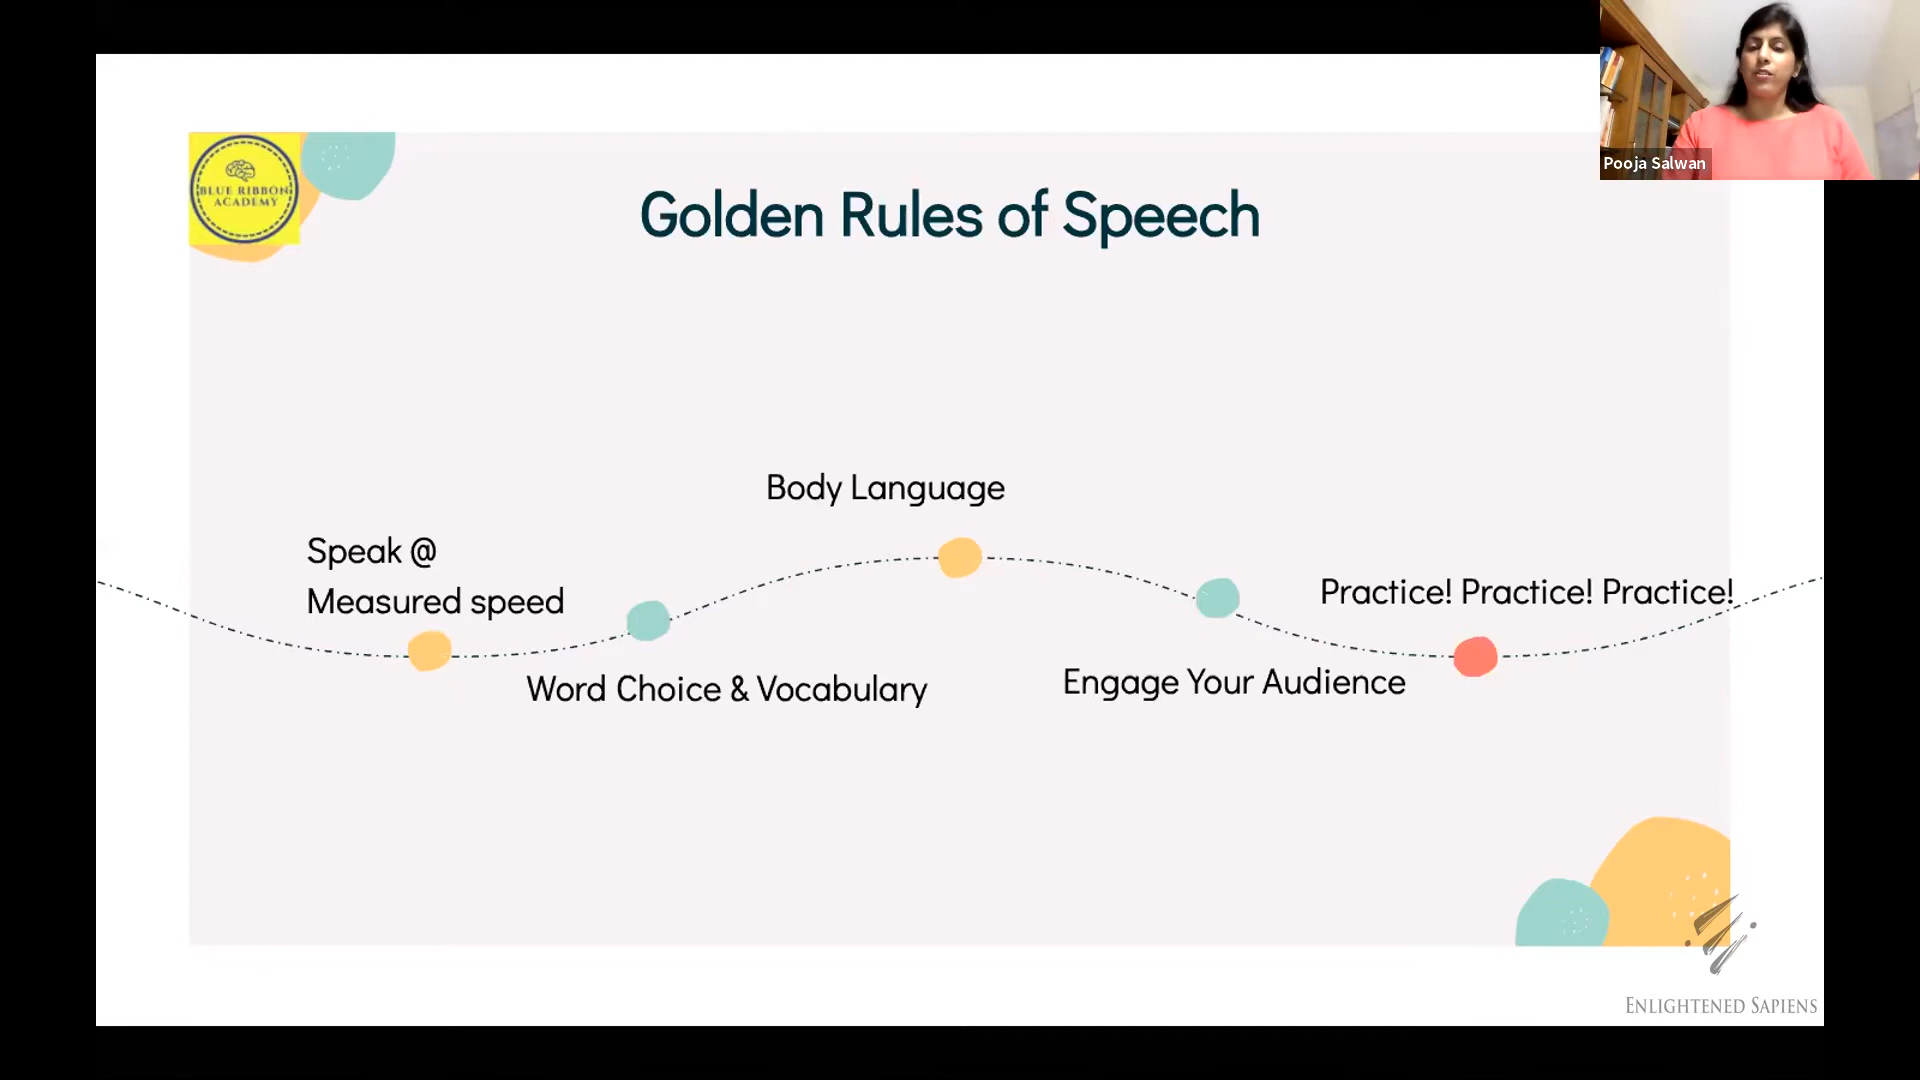 Pooja Salwan
BLUE RIBBON
ACADEMY
Golden Rules of Speech
Body Language
Speak @
Measured speed
Practice! Practice! Practice!
Word Choice & Vocabulary
Engage Your Audience
ENLIGHTENED SAPIENS